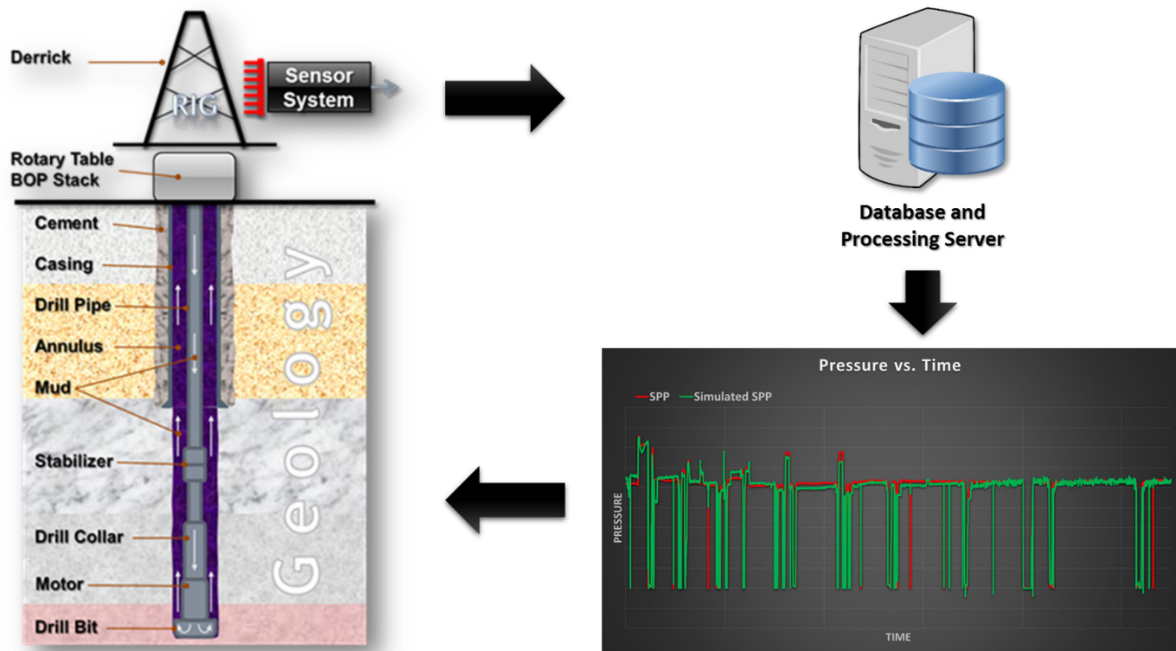 Derrick
RIG
Sensor
System
Rotary Table
BOP Stack
Cement
Casing
Drill Pipe
Annulus
Mud
Stabilizer
Drill Collar
Motor
Drill Bit
Geology
Database and
Processing Server
Pressure vs. Time
SPP
Simulated SPP
PRESSURE
TIME